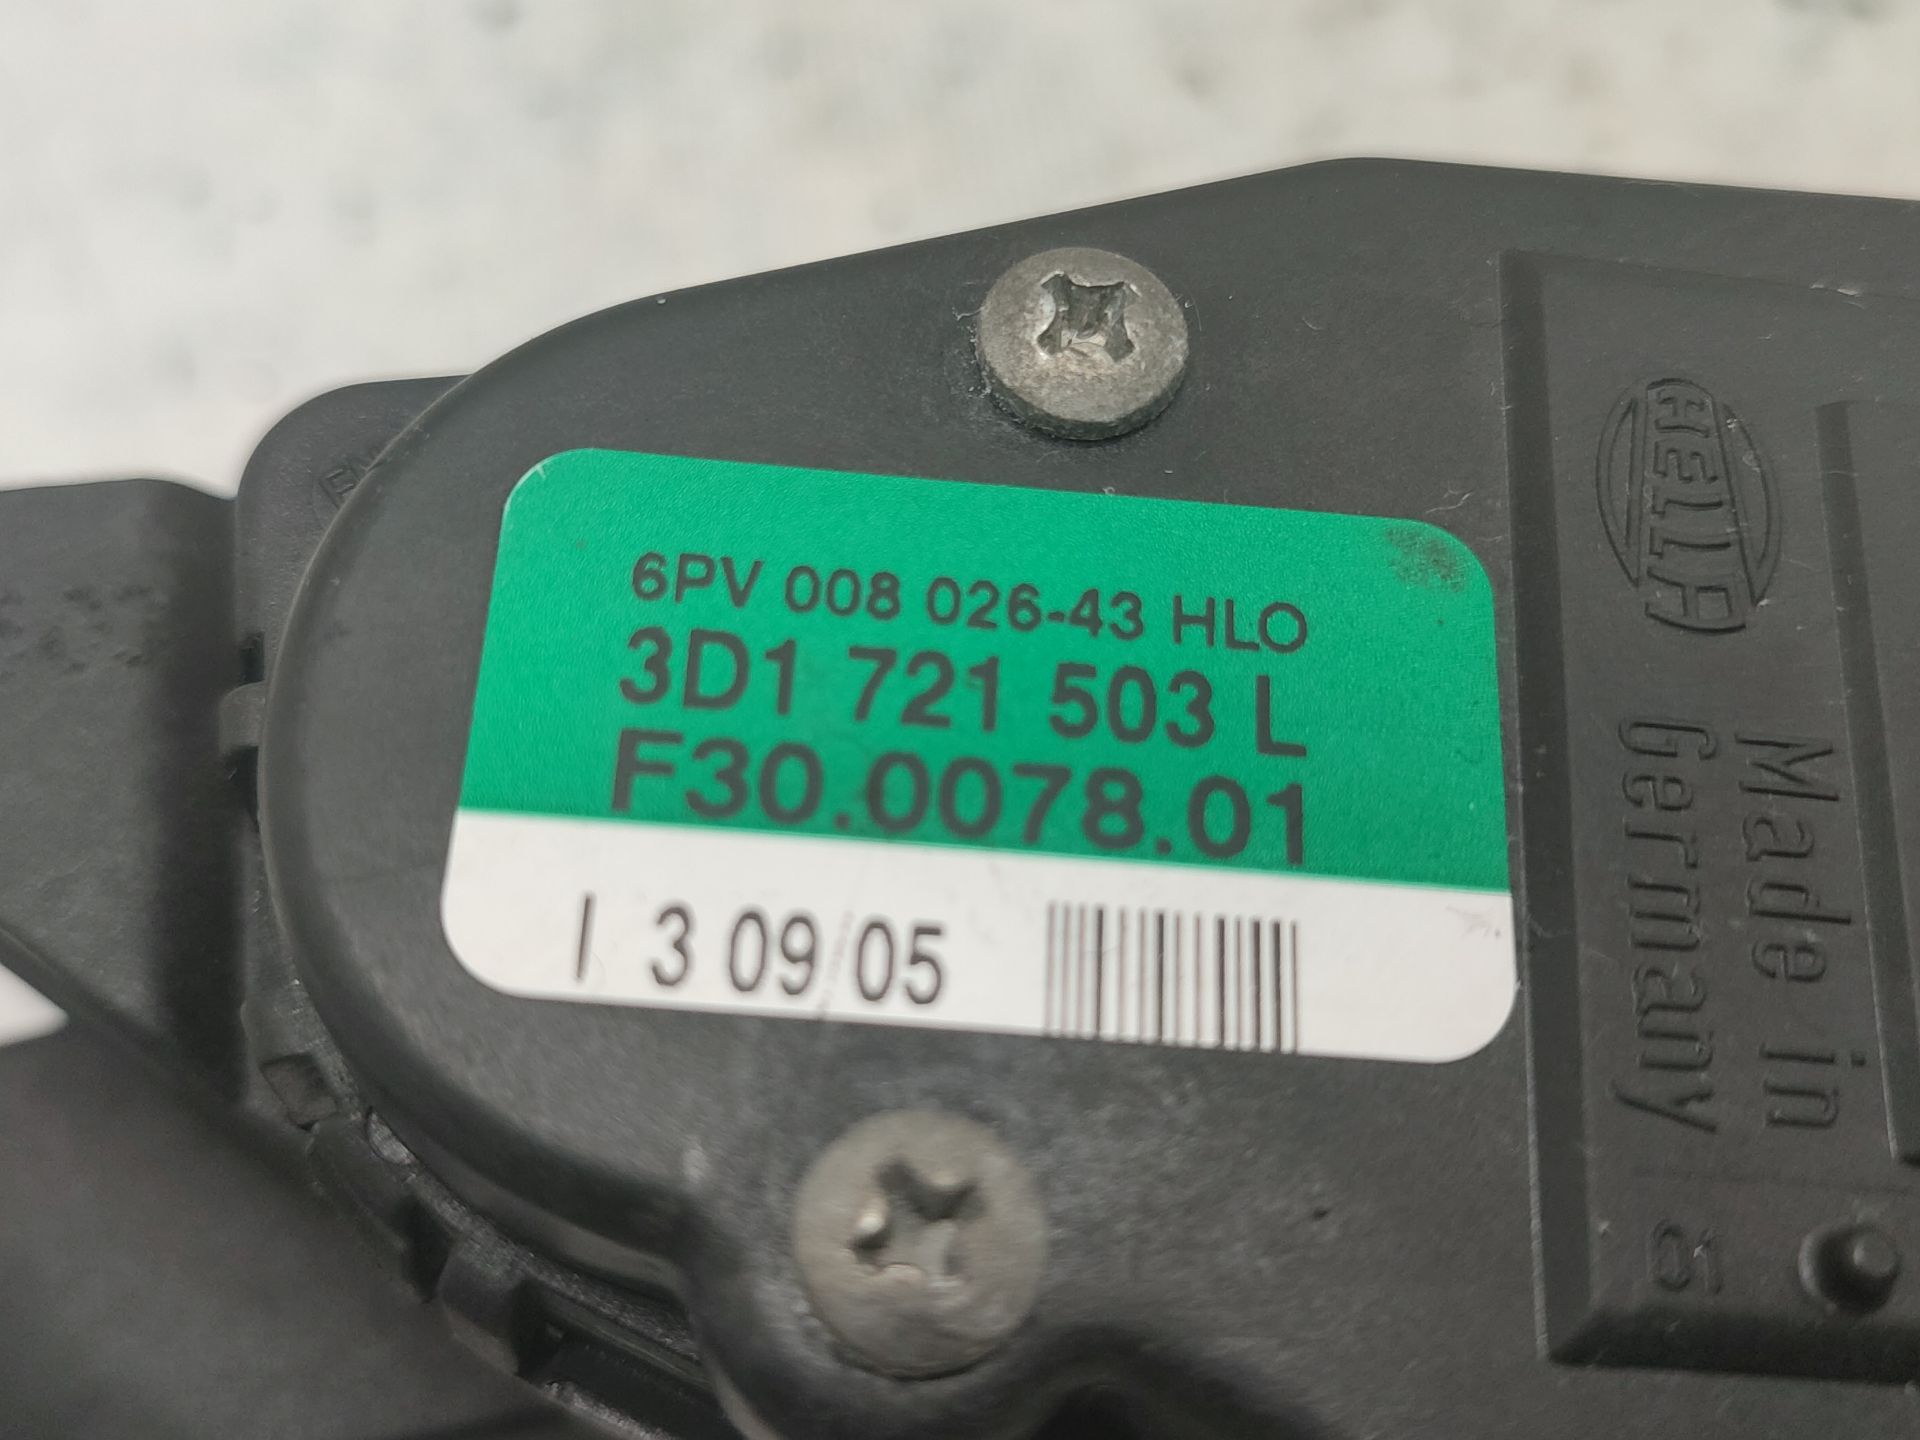 6PV 008 026-43 HLO
3D1 721 503 L
F30.0078.01
I 3 09 05
HELLA
Made in
Germany